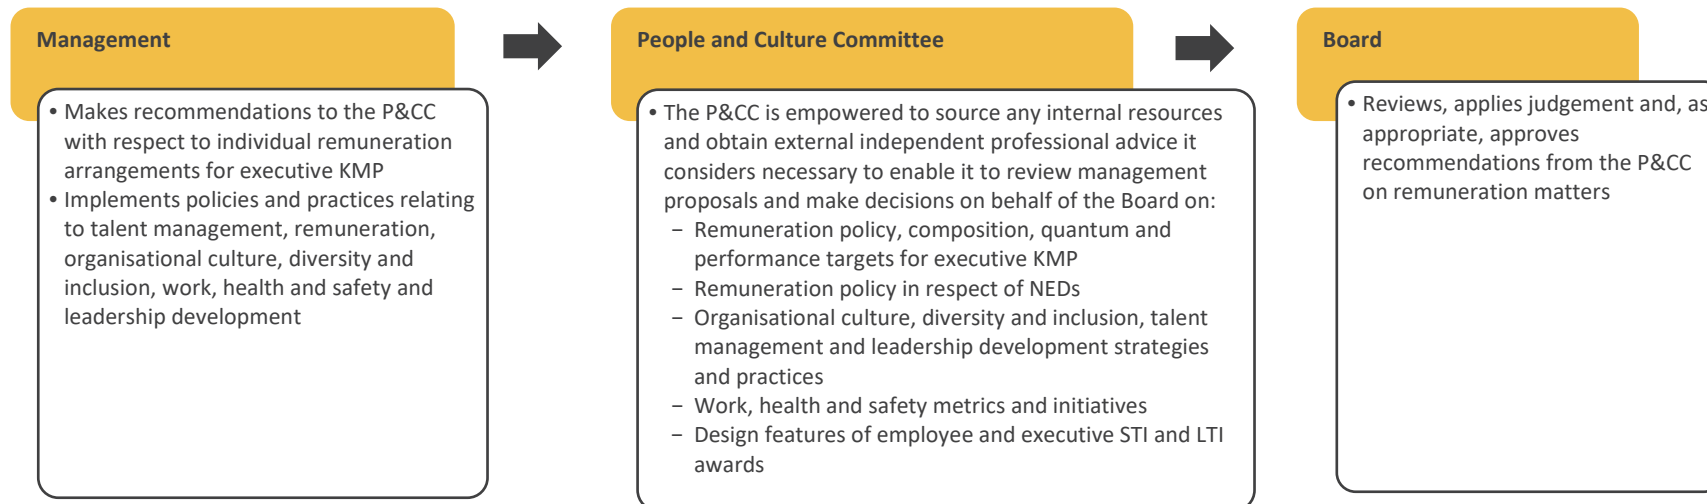 Management
• Makes recommendations to the P&CC
with respect to individual remuneration
arrangements for executive KMP
• Implements policies and practices relating
to talent management, remuneration,
organisational culture, diversity and
inclusion, work, health and safety and
leadership development
People and Culture Committee
• The P&CC is empowered to source any internal resources
and obtain external independent professional advice it
considers necessary to enable it to review management
proposals and make decisions on behalf of the Board on:
− Remuneration policy, composition, quantum and
performance targets for executive KMP
− Remuneration policy in respect of NEDs
− Organisational culture, diversity and inclusion, talent
management and leadership development strategies
and practices
− Work, health and safety metrics and initiatives
− Design features of employee and executive STI and LTI
awards
Board
• Reviews, applies judgement and, as
appropriate, approves
recommendations from the P&CC
on remuneration matters